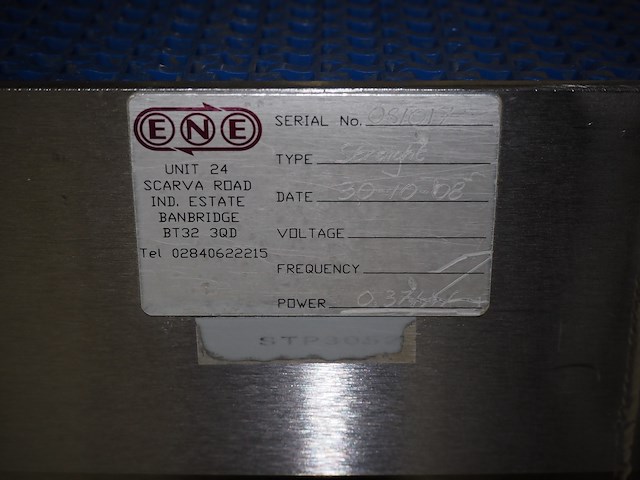 ENE
UNIT 24
SCARVA ROAD
IND. ESTATE
BANBRIDGE
BT32 3QD
Tel 02840622215
SERIAL No.
TYPE Straight
DATE 30-10-08
VOLTAGE
FREQUENCY
POWER